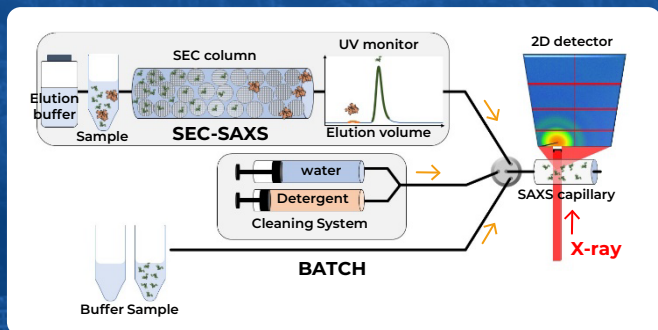 SEC column
UV monitor
2D detector
Elution
buffer
Sample
SEC-SAXS
Elution volume
water
Detergent
Cleaning System
SAXS capillary
X-ray
BATCH
Buffer Sample